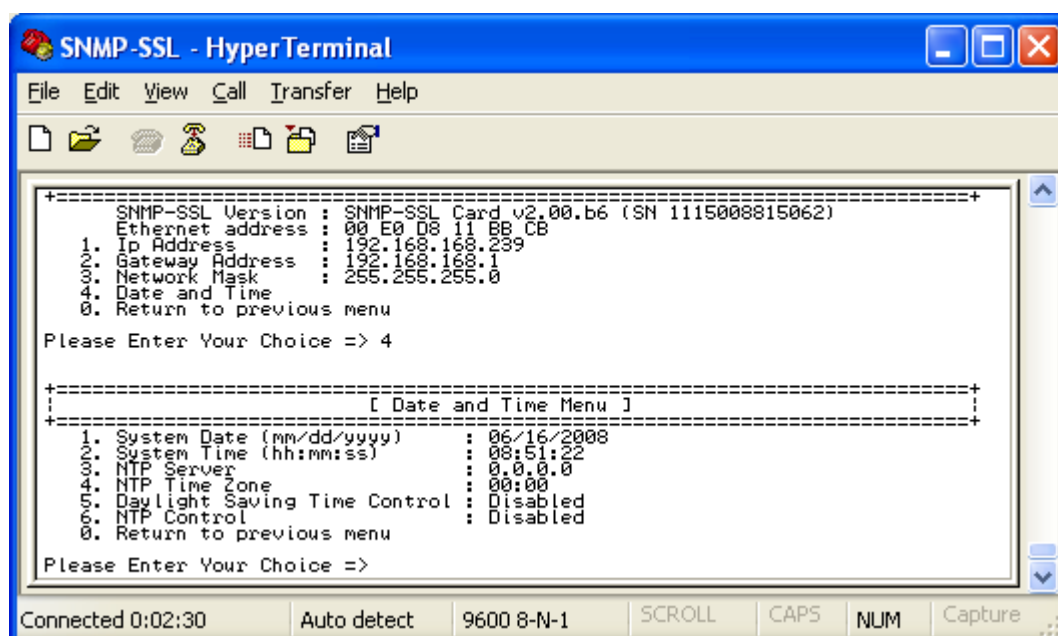 SNMP-SSL - HyperTerminal
File Edit View Call Transfer Help
+==================================================================+
SNMP-SSL Version : SNMP-SSL Card v2.00.b6 (SN 1115008815062)
Ethernet address : 00 E0 D8 11 BB CB
1. Ip Address : 192.168.168.239
2. Gateway Address : 192.168.168.1
3. Network Mask : 255.255.255.0
4. Date and Time
0. Return to previous menu
Please Enter Your Choice => 4
+==================================================================+
¦ [ Date and Time Menu ] ¦
+==================================================================+
1. System Date (mm/dd/yyyy) : 06/16/2008
2. System Time (hh:mm:ss) : 08:51:22
3. NTP Server : 0.0.0.0
4. NTP Time Zone : 00:00
5. Daylight Saving Time Control : Disabled
6. NTP Control : Disabled
0. Return to previous menu
Please Enter Your Choice =>
Connected 0:02:30 Auto detect 9600 8-N-1 SCROLL CAPS NUM Capture